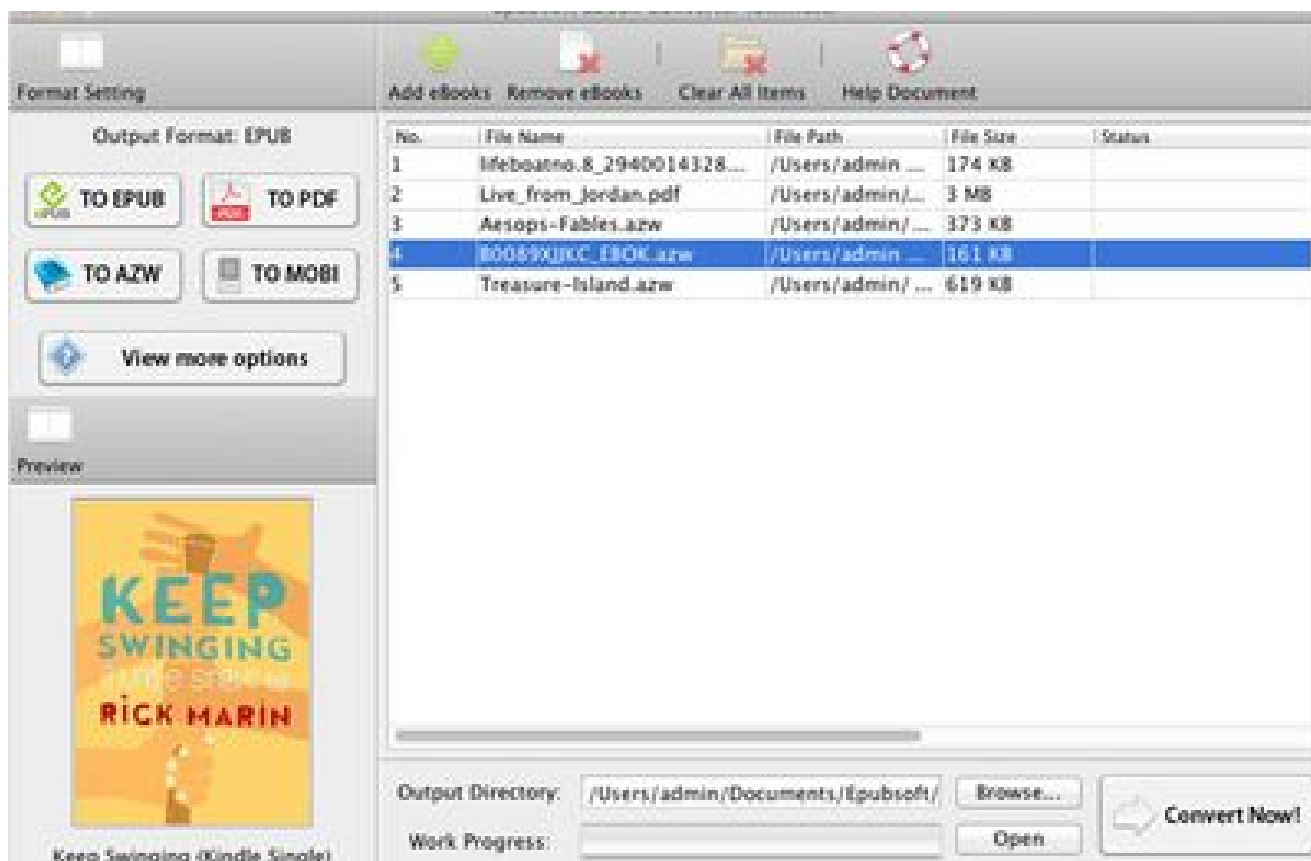 Format Setting
Add eBooks Remove eBooks Clear All Items Help Document
Output Format: EPUB
TO EPUB TO PDF
TO AZW TO MOBI
View more options
Preview
KEEP
SWINGING
RICK MARIN
Keep Swinging (Kindle Single)
No. File Name File Path File Size Status
1 lifeboatno.8_2940014328... /Users/admin ... 174 KB
2 Live_from_Jordan.pdf /Users/admin/... 3 MB
3 Aesops-Fables.azw /Users/admin/... 373 KB
4 /Users/admin ... 161 KB
5 Treasure-Island.azw /Users/admin/ ... 619 KB
Output Directory: /Users/admin/Documents/Epubsoft/ Browse...
Convert Now!
Work Progress: Open